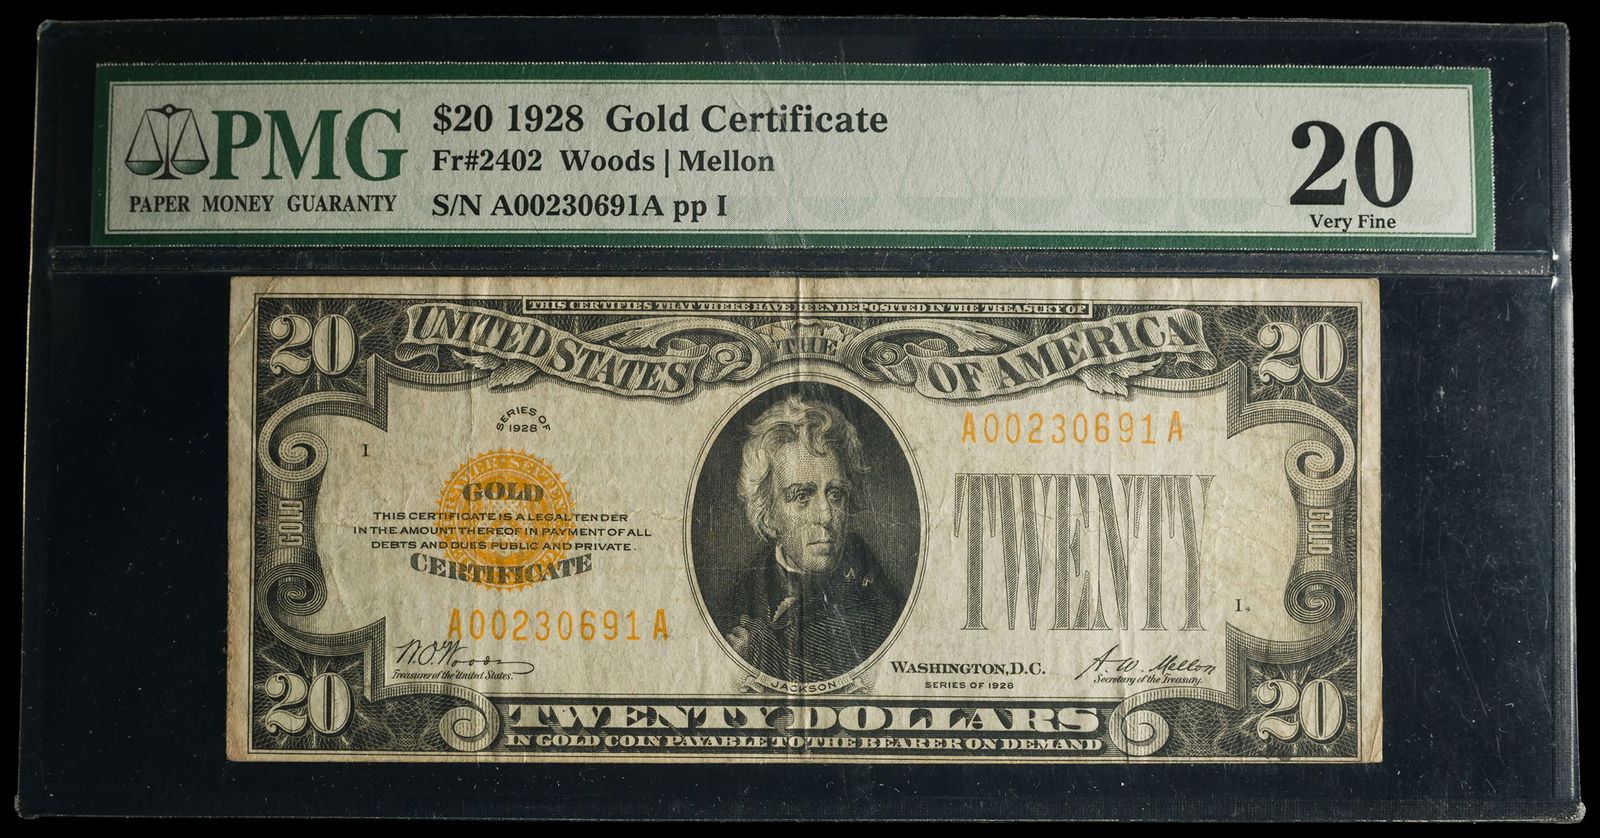 PMG
PAPER MONEY GUARANTY
$20 1928 Gold Certificate
Fr#2402 Woods | Mellon
S/N A00230691A pp I
20
Very Fine
THIS CERTIFIES THAT THERE HAVE BEEN DEPOSITED IN THE TREASURY OF
20
UNITED STATES
THE
OF AMERICA
20
SERIES OF
1928
A00230691A
I
GOLD
THIS CERTIFICATE IS A LEGAL TENDER
IN THE AMOUNT THEREOF IN PAYMENT OF ALL
DEBTS AND DUES PUBLIC AND PRIVATE.
CERTIFICATE
GOLD
TWENTY
GOLD
A00230691A
I
W.O. Woods
Treasurer of the United States.
WASHINGTON, D.C.
SERIES OF 1928
A.W. Mellon
Secretary of the Treasury.
JACKSON
20
TWENTY DOLLARS
20
IN GOLD COIN PAYABLE TO THE BEARER ON DEMAND